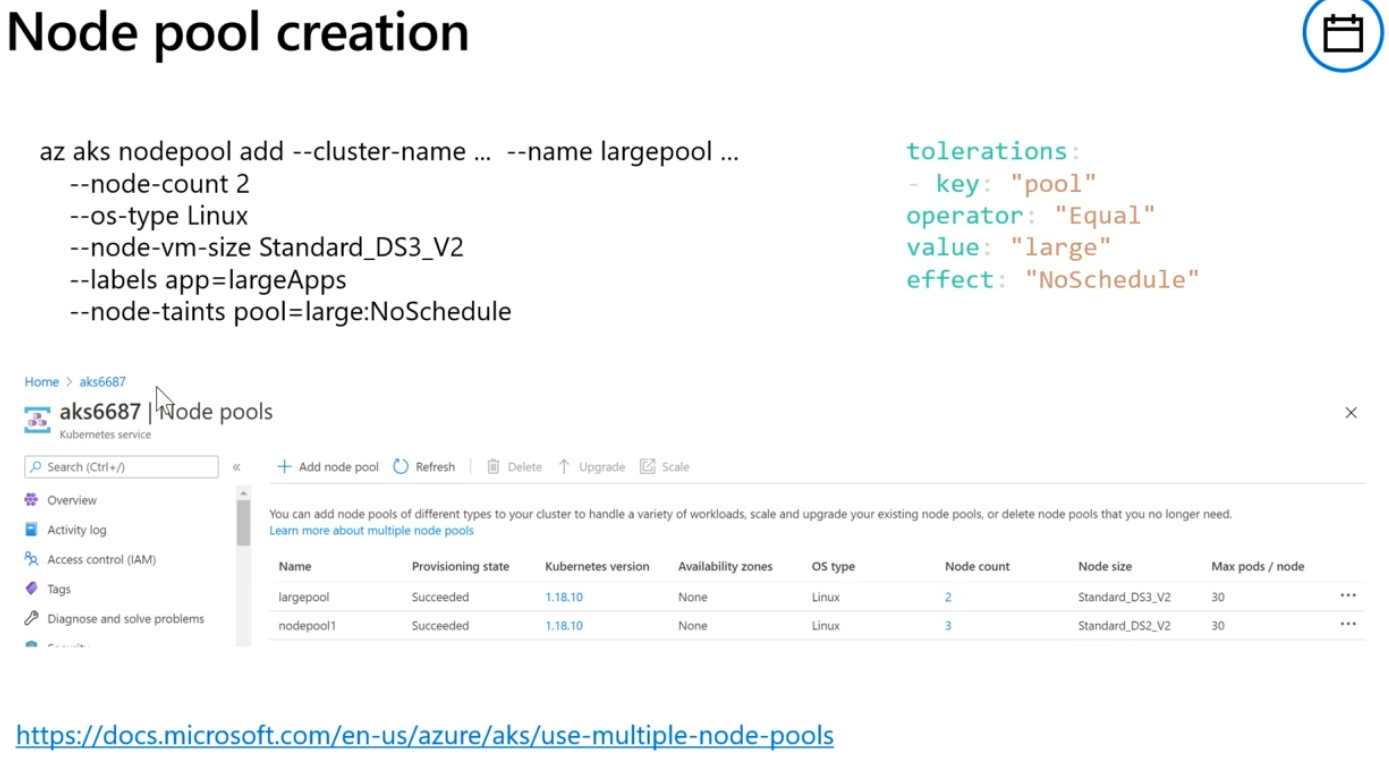 Node pool creation
az aks nodepool add --cluster-name ... --name largepool ...
--node-count 2
--os-type Linux
--node-vm-size Standard_DS3_V2
--labels app=largeApps
--node-taints pool=large:NoSchedule
tolerations:
- key: "pool"
operator: "Equal"
value: "large"
effect: "NoSchedule"
Home > aks6687
aks6687 | Node pools
Kubernetes service
Search (Ctrl+/)
«
Overview
Activity log
Access control (IAM)
Tags
Diagnose and solve problems
Add node pool Refresh Delete Upgrade Scale
You can add node pools of different types to your cluster to handle a variety of workloads, scale and upgrade your existing node pools, or delete node pools that you no longer need.
Learn more about multiple node pools
Name Provisioning state Kubernetes version Availability zones OS type Node count Node size Max pods / node
largepool Succeeded 1.18.10 None Linux 2 Standard_DS3_V2 30 ...
nodepool1 Succeeded 1.18.10 None Linux 3 Standard_DS2_V2 30 ...
https://docs.microsoft.com/en-us/azure/aks/use-multiple-node-pools